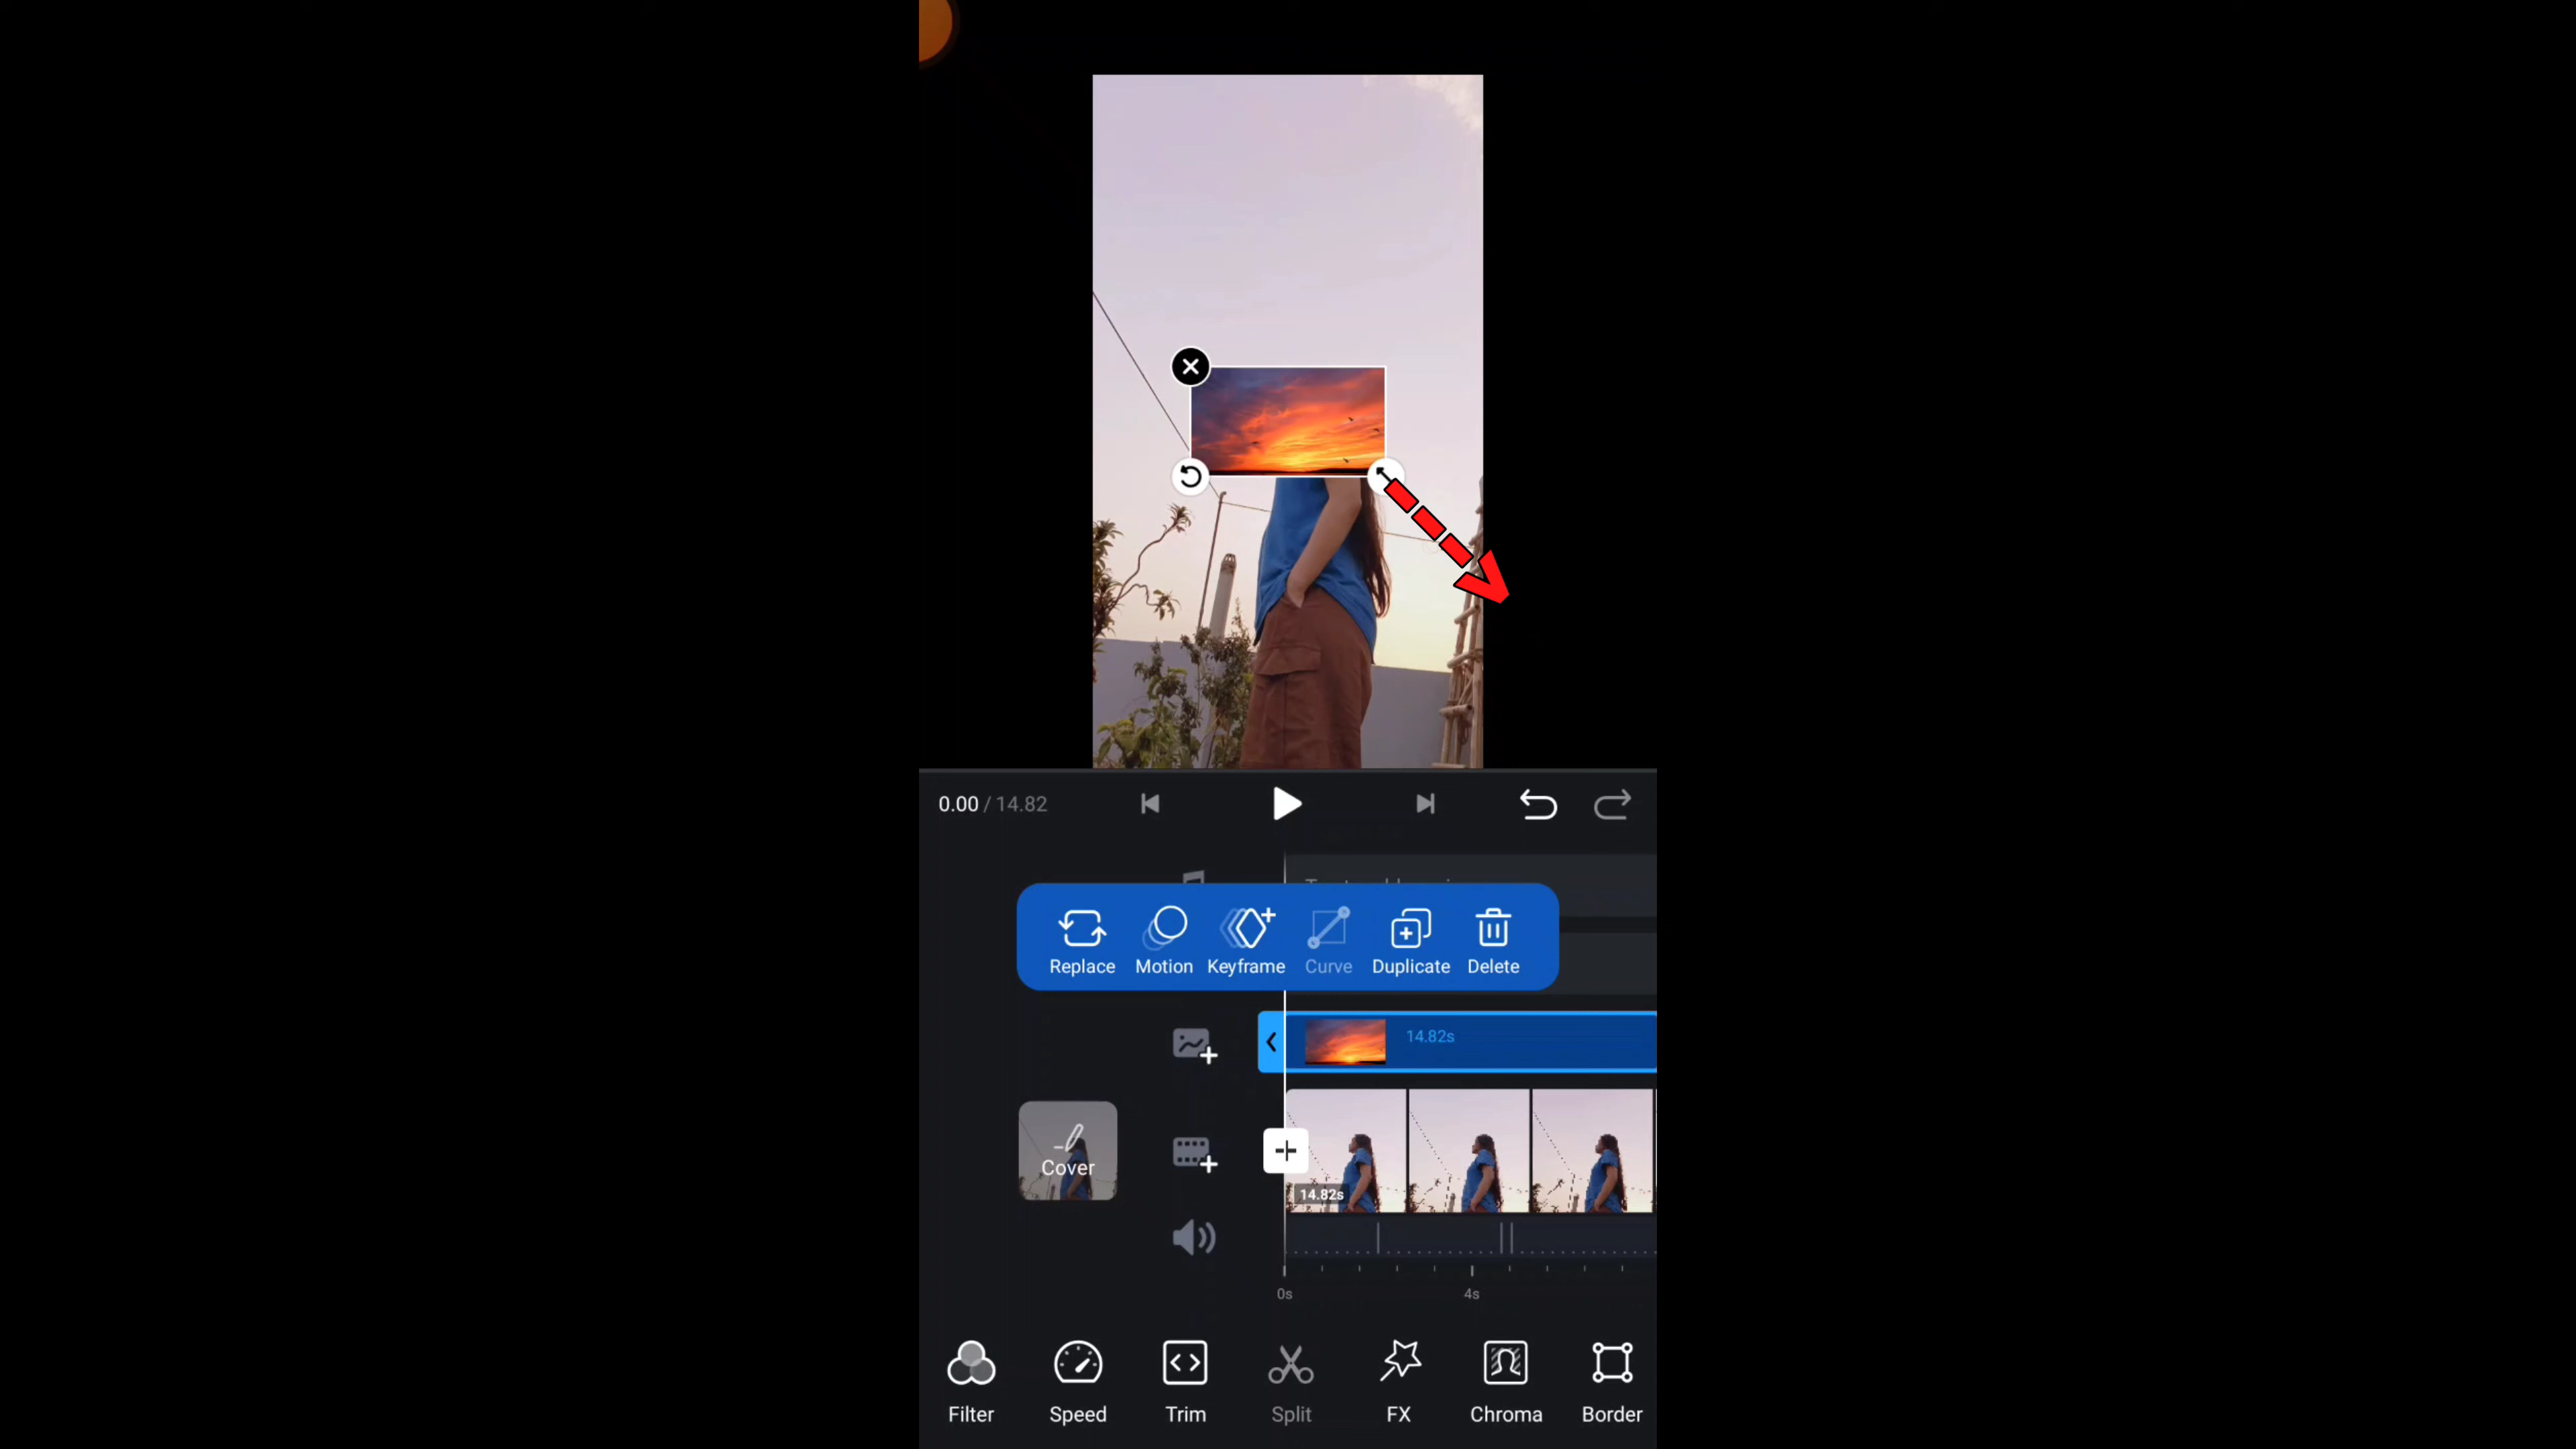 0.00 / 14.82
Replace Motion Keyframe Curve Duplicate Delete
14.82s
Cover
14.82s
0s 4s
Filter Speed Trim Split FX Chroma Border